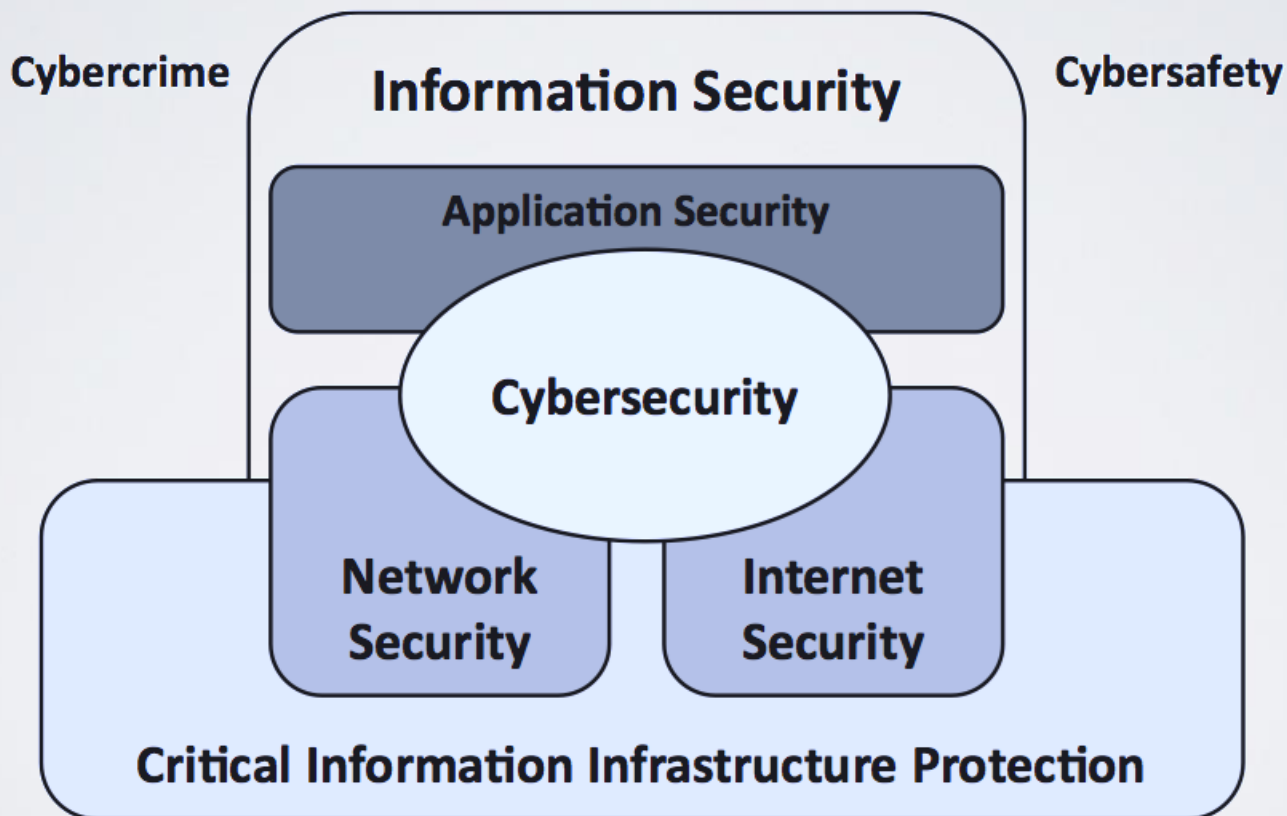 Cybercrime
Information Security
Cybersafety
Application Security
Cybersecurity
Network
Security
Internet
Security
Critical Information Infrastructure Protection